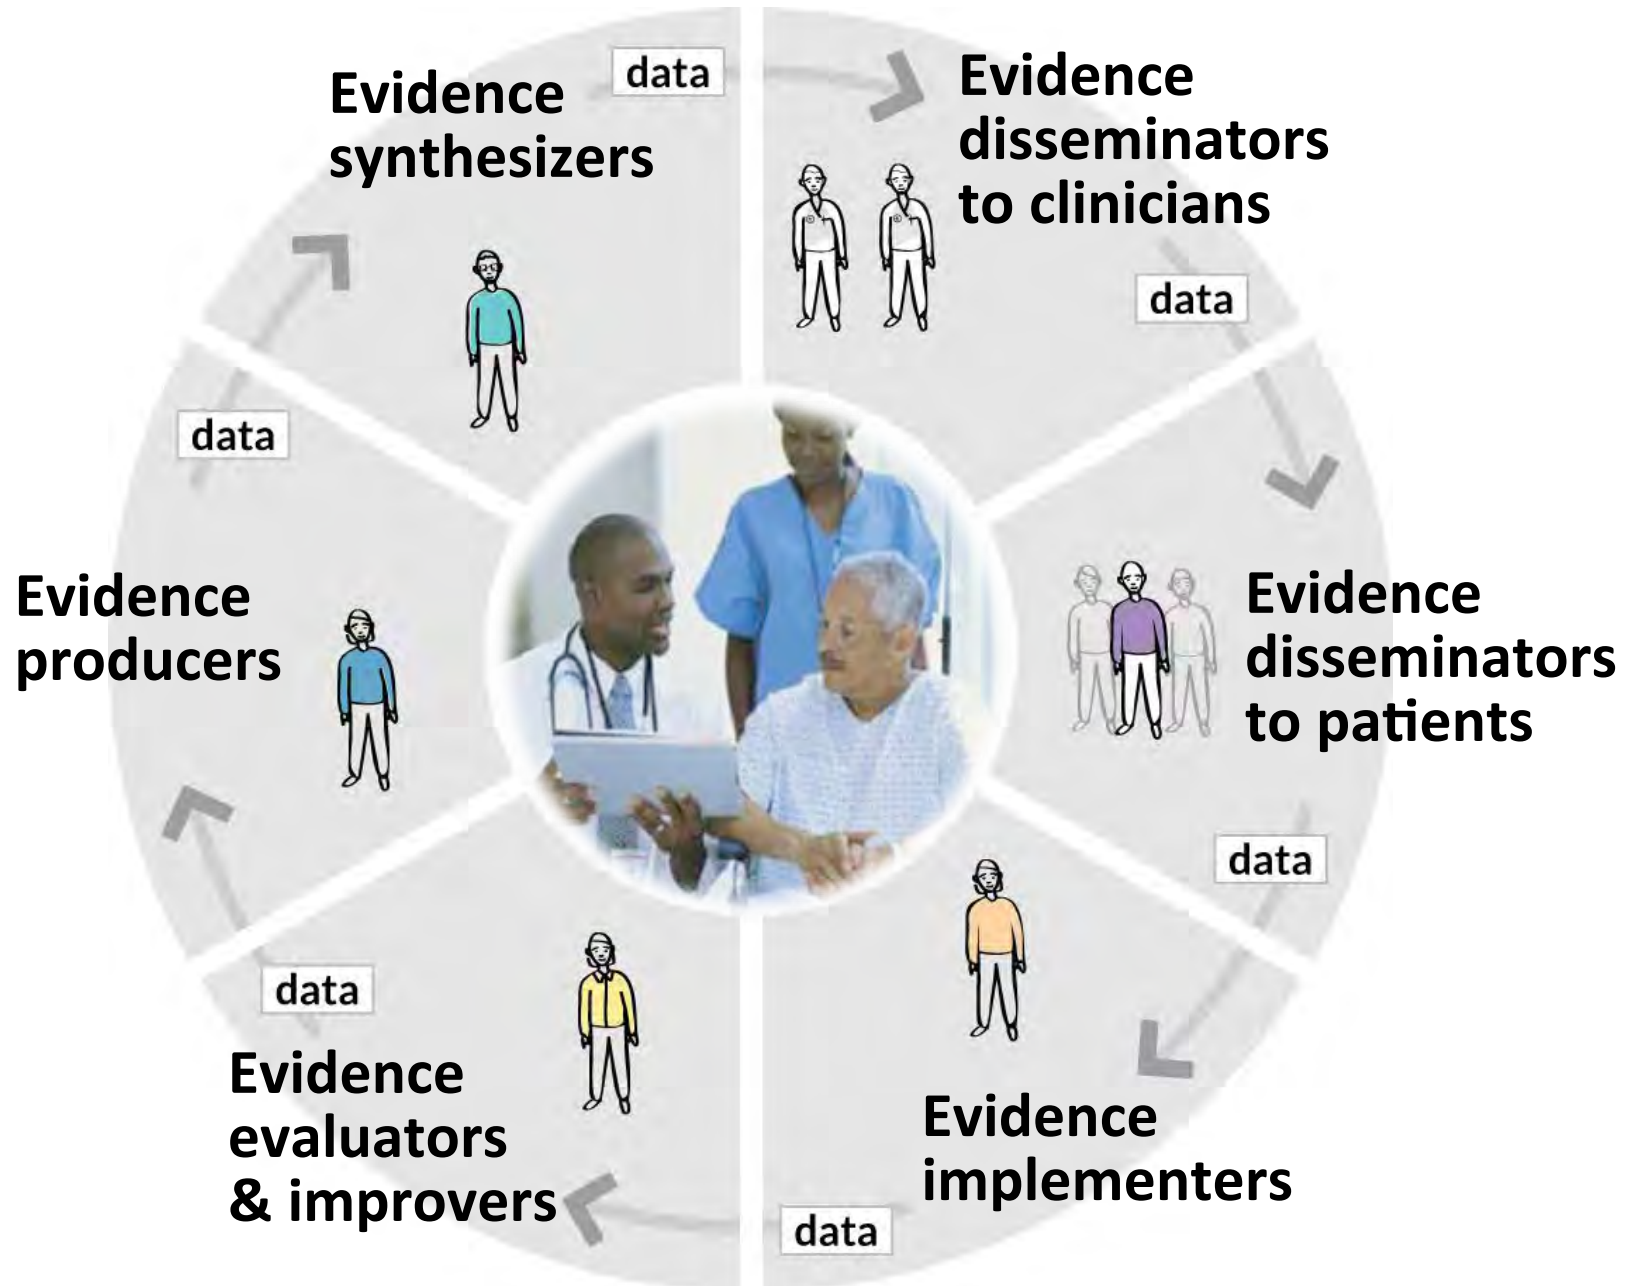 data
Evidence
synthesizers
Evidence
disseminators
to clinicians
data
Evidence
disseminators
to patients
data
Evidence
implementers
data
Evidence
evaluators
& improvers
data
Evidence
producers
data